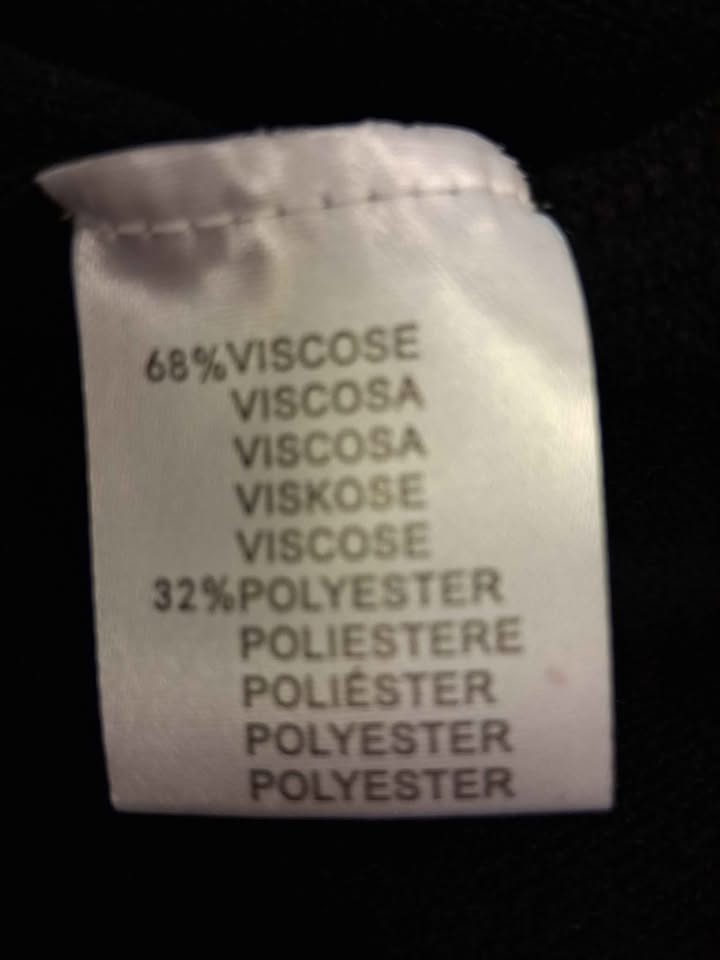 68%VISCOSE
VISCOSA
VISCOSA
VISKOSE
VISCOSE
32%POLYESTER
POLIESTERE
POLIÉSTER
POLYESTER
POLYESTER